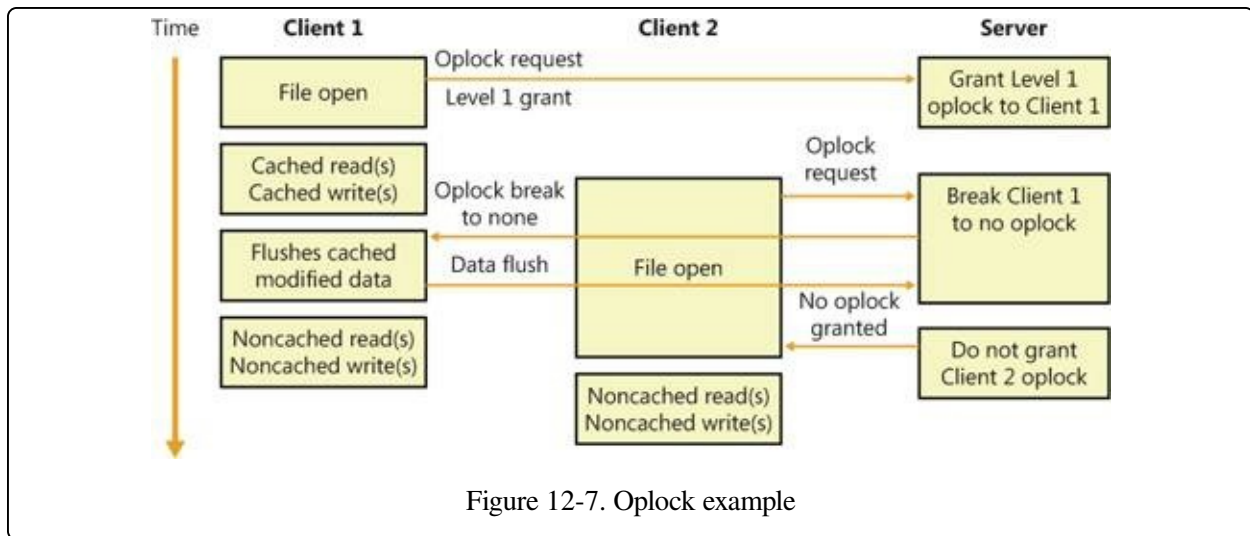 Time
Client 1
Client 2
Server
File open
Oplock request
Level 1 grant
Grant Level 1
oplock to Client 1
Cached read(s)
Cached write(s)
Oplock
request
Oplock break
to none
Break Client 1
to no oplock
Flushes cached
modified data
Data flush
File open
No oplock
granted
Noncached read(s)
Noncached write(s)
Do not grant
Client 2 oplock
Noncached read(s)
Noncached write(s)
Figure 12-7. Oplock example